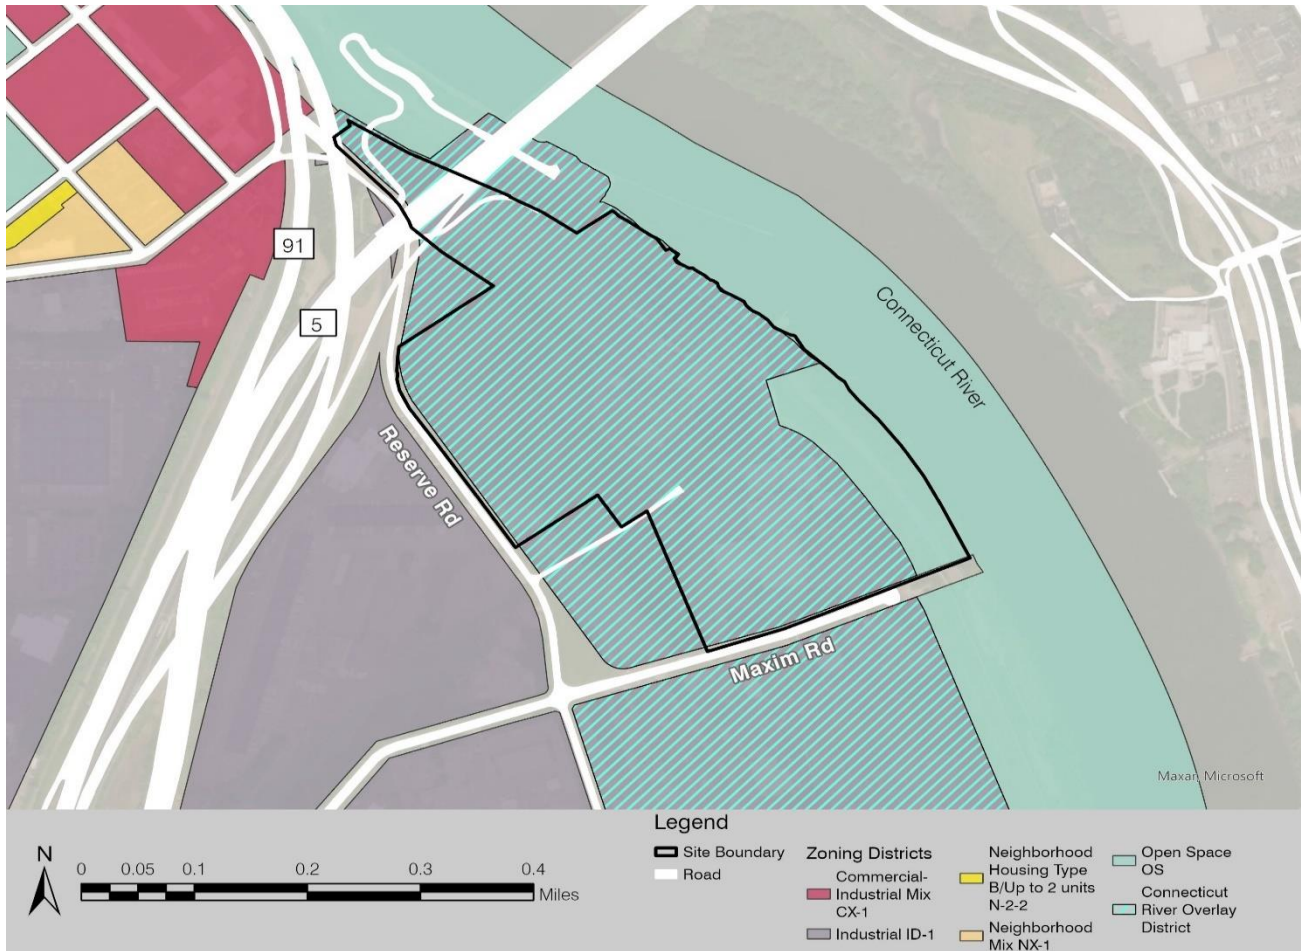 91
5
Reserve Rd
Maxim Rd
Connecticut River
Maxar, Microsoft
N
0 0.05 0.1 0.2 0.3 0.4
Miles
Legend
Site Boundary
Road
Zoning Districts
Commercial-
Industrial Mix
CX-1
Industrial ID-1
Neighborhood
Housing Type
B/Up to 2 units
N-2-2
Neighborhood
Mix NX-1
Open Space
OS
Connecticut
River Overlay
District